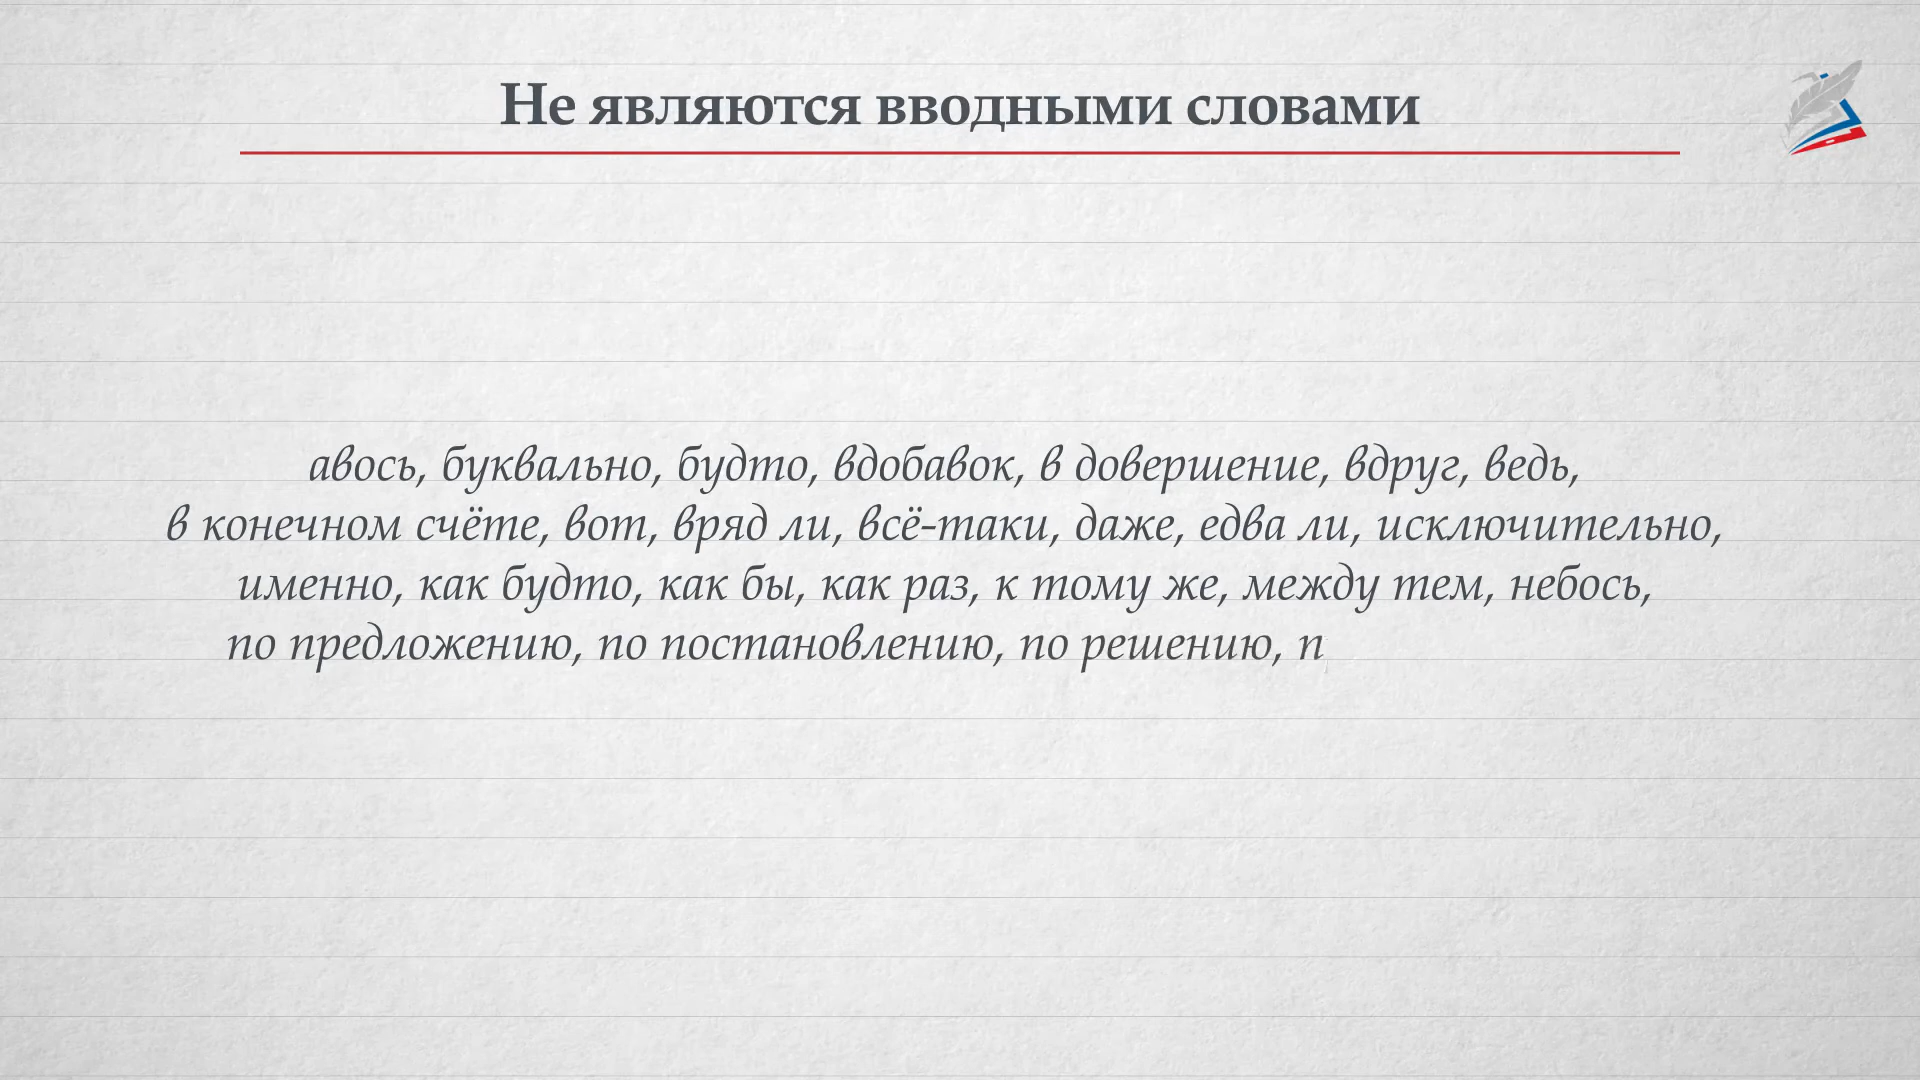 Не являются вводными словами
авось, буквально, будто, вдобавок, в довершение, вдруг, ведь,
в конечном счёте, вот, вряд ли, всё-таки, даже, едва ли, исключительно,
именно, как будто, как бы, как раз, к тому же, между тем, небось,
по предложению, по постановлению, по решению, п